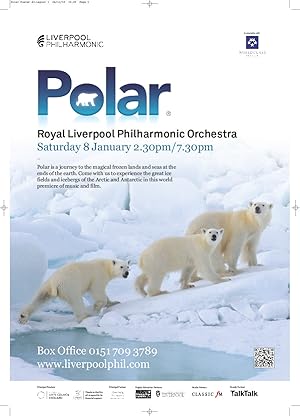 LIVERPOOL
PHILHARMONIC
Polar
Royal Liverpool Philharmonic Orchestra
Saturday 8 January 2.30pm/7.30pm
Polar is a journey to the magical frozen lands and seas at the
ends of the earth. Come with us to experience the great ice
fields and icebergs of the Arctic and Antarctic in this world
premiere of music and film.
Box Office 0151 709 3789
www.liverpoolphil.com
CLASSIC fM
TalkTalk